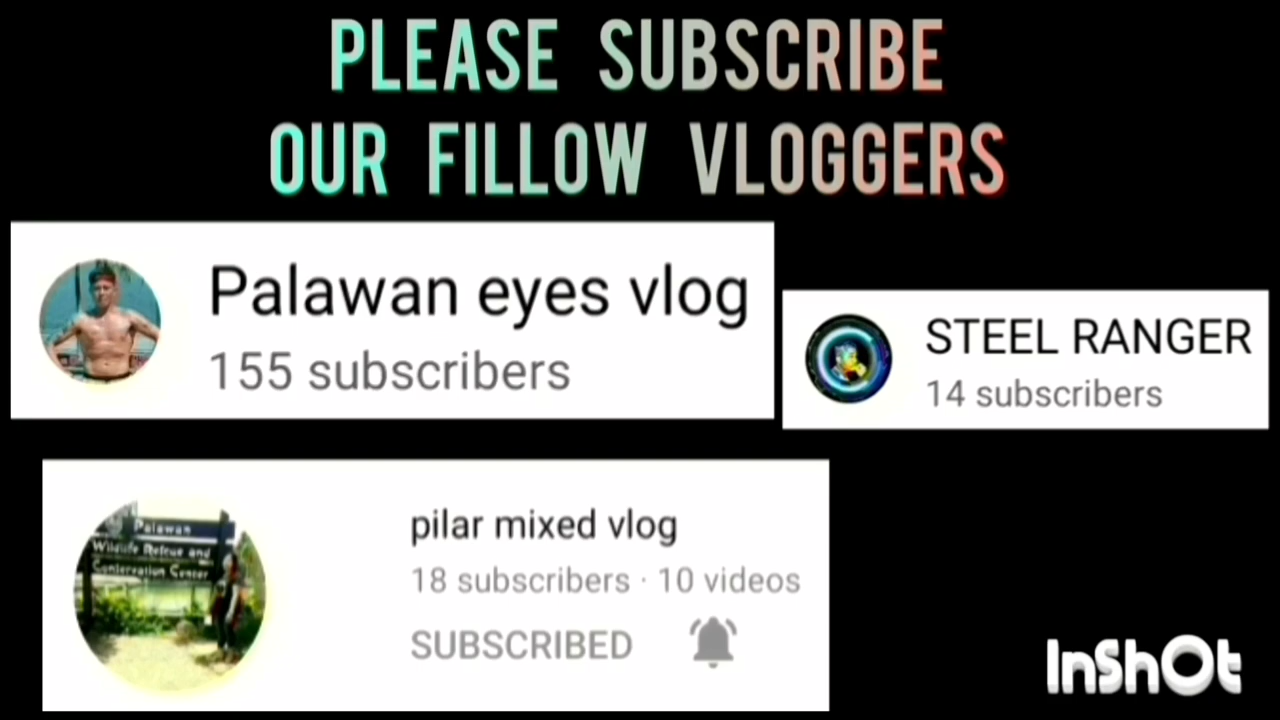 PLEASE SUBSCRIBE
OUR FILLOW VLOGGERS
Palawan eyes vlog
155 subscribers
STEEL RANGER
14 subscribers
Palawan
Wildlife Rescue and
Conservation Center
pilar mixed vlog
18 subscribers · 10 videos
SUBSCRIBED
InShOt